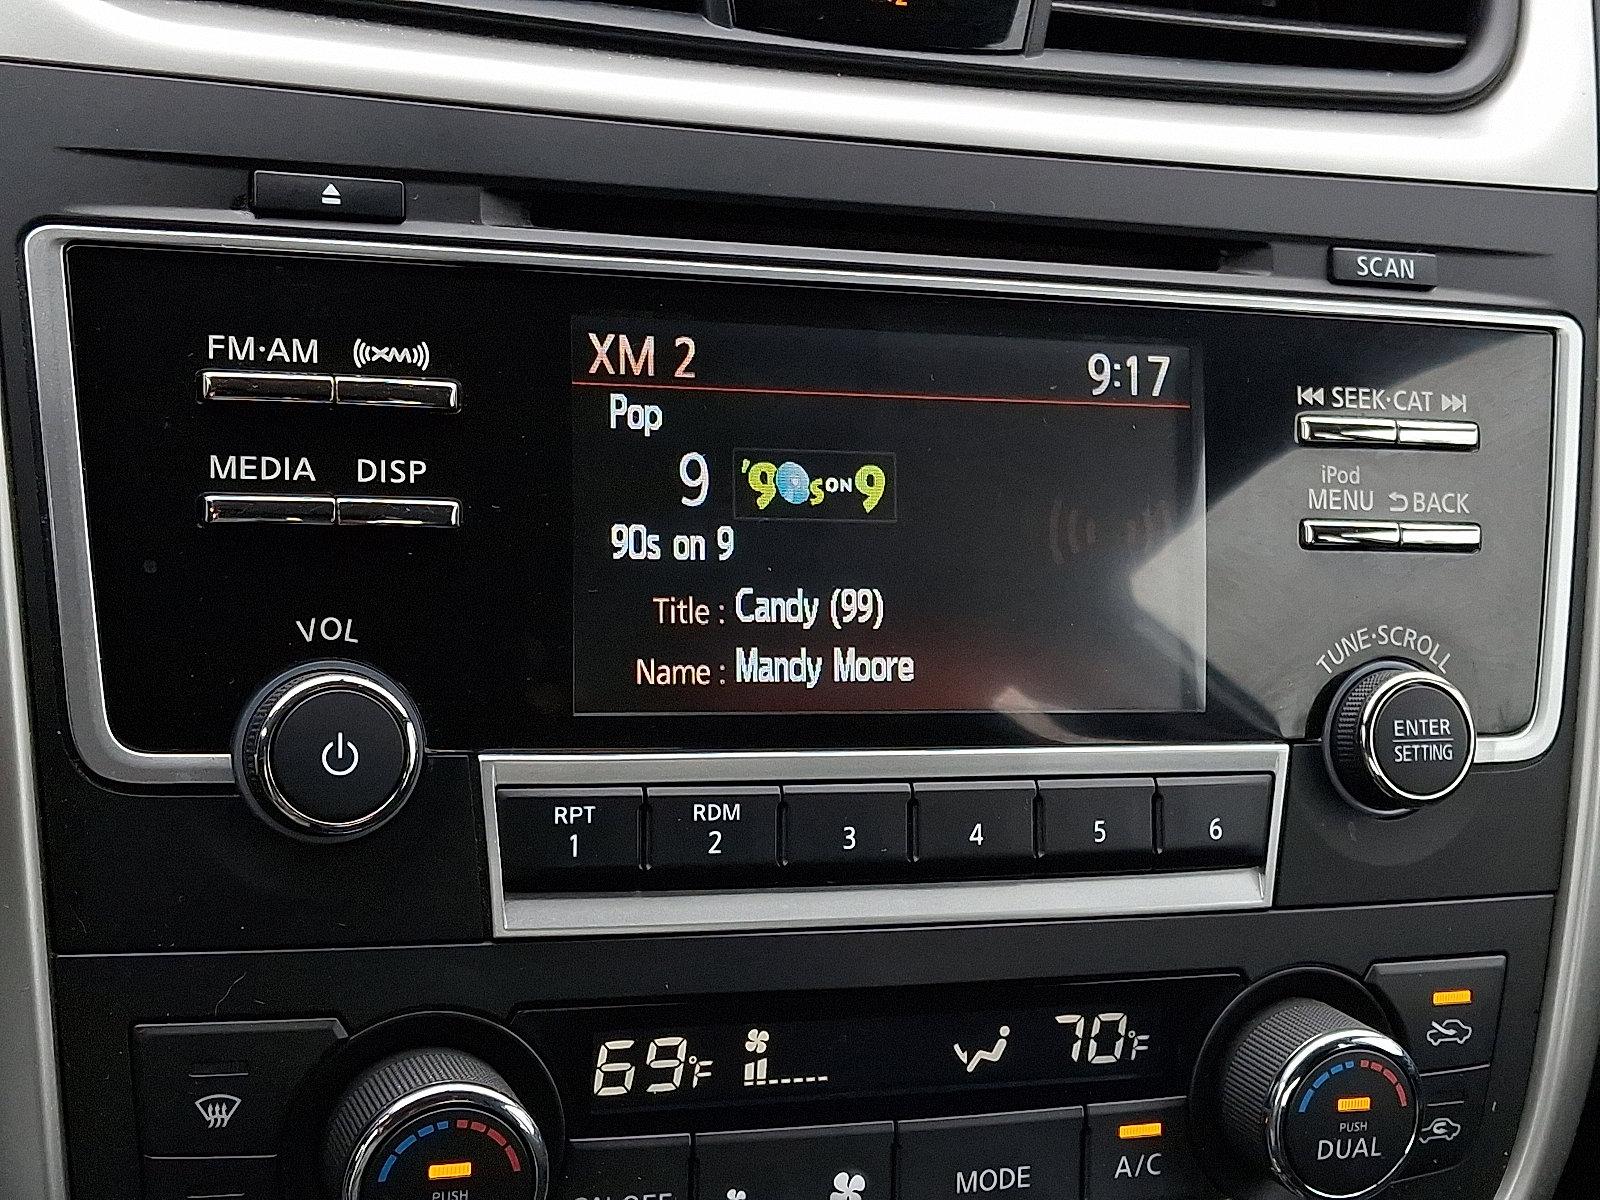 SCAN
FM·AM XM
MEDIA DISP
VOL
XM 2 9:17
Pop
9 '90s ON 9
90s on 9
Title : Candy (99)
Name : Mandy Moore
SEEK·CAT
iPod
MENU BACK
TUNE·SCROLL
ENTER
SETTING
RPT
1
RDM
2
3
4
5
6
69°F
70°F
PUSH
MODE
A/C
PUSH
DUAL